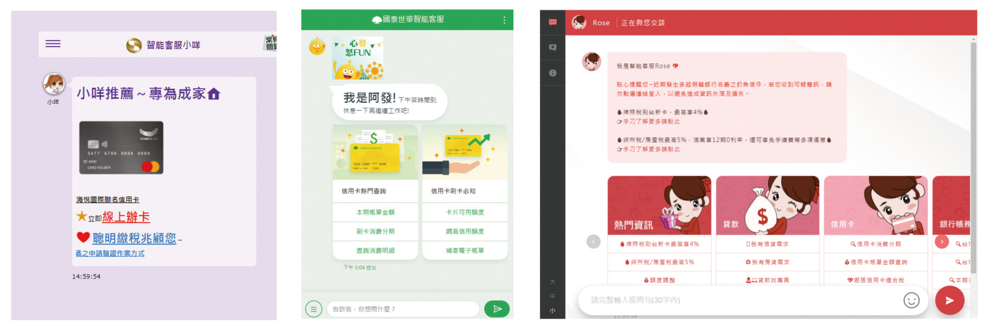 智能客服小咩
常見
問題
小咩
小咩推薦～專為成家
5477 6788 8888 8888
CARD HOLDER
海悅國際聯名信用卡
立即線上辦卡
聰明繳稅兆顧您~
碼之申請驗證作業方式
14:59:54
國泰世華智能客服
心發
怒FUN
我是阿發! 下午茶時間到
休息一下再繼續工作吧!
信用卡熱門查詢
本期帳單金額
刷卡消費分期
查詢消費明細
信用卡刷卡必知
卡片可用額度
調高信用額度
補寄電子帳單
下午 3:04 送出
告訴我，你想問什麼？
Rose 正在與您交談
我是智能客服Rose
貼心提醒您~近期發生多起假藉銀行名義之釣魚信件，若您收到可疑簡訊，請
勿點選連結登入，以避免造成資訊外洩及損失。
牌照稅刷台新卡，最高享4%
手刀了解更多請點此
綜所稅/房屋稅最高5%，滿萬享12期0利率，還可享免手續費等多項優惠
手刀了解更多請點此
熱門資訊
牌照稅刷台新卡最高享4%
綜所稅/房屋稅最高5%
額度調整
貸款
我有信貸需求
我有房貸需求
貸款找專員
信用卡
信用卡消費分期
信用卡帳單金額查詢
哪張信用卡適合我
銀行帳務
台
台
本期
大
中
小
請完整輸入提問句(30字內)
15:05:34